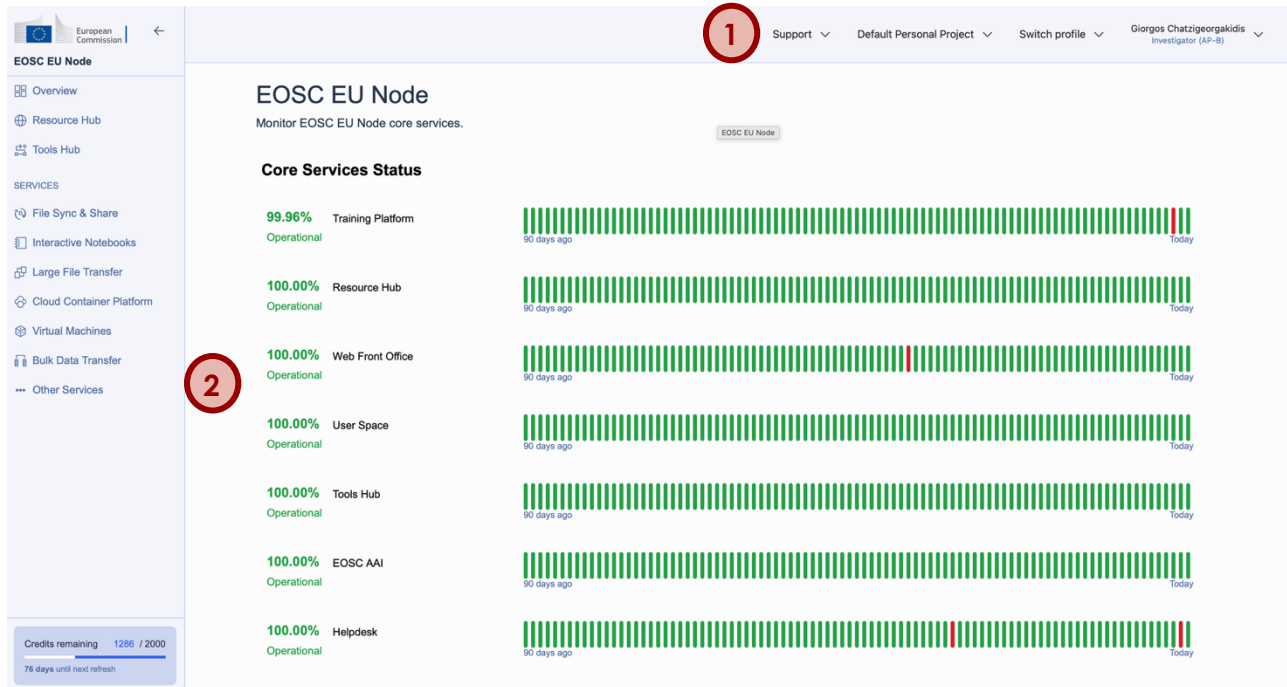 European
Commission
EOSC EU Node
Overview
Resource Hub
Tools Hub
SERVICES
File Sync & Share
Interactive Notebooks
Large File Transfer
Cloud Container Platform
Virtual Machines
Bulk Data Transfer
Other Services
Credits remaining 1286 / 2000
76 days until next refresh
1
Support
Default Personal Project
Switch profile
Giorgos Chatzigeorgakidis
Investigator (AP-B)
EOSC EU Node
Monitor EOSC EU Node core services.
EOSC EU Node
Core Services Status
99.96% Training Platform
Operational
90 days ago Today
100.00% Resource Hub
Operational
90 days ago Today
100.00% Web Front Office
Operational
90 days ago Today
2
100.00% User Space
Operational
90 days ago Today
100.00% Tools Hub
Operational
90 days ago Today
100.00% EOSC AAI
Operational
90 days ago Today
100.00% Helpdesk
Operational
90 days ago Today